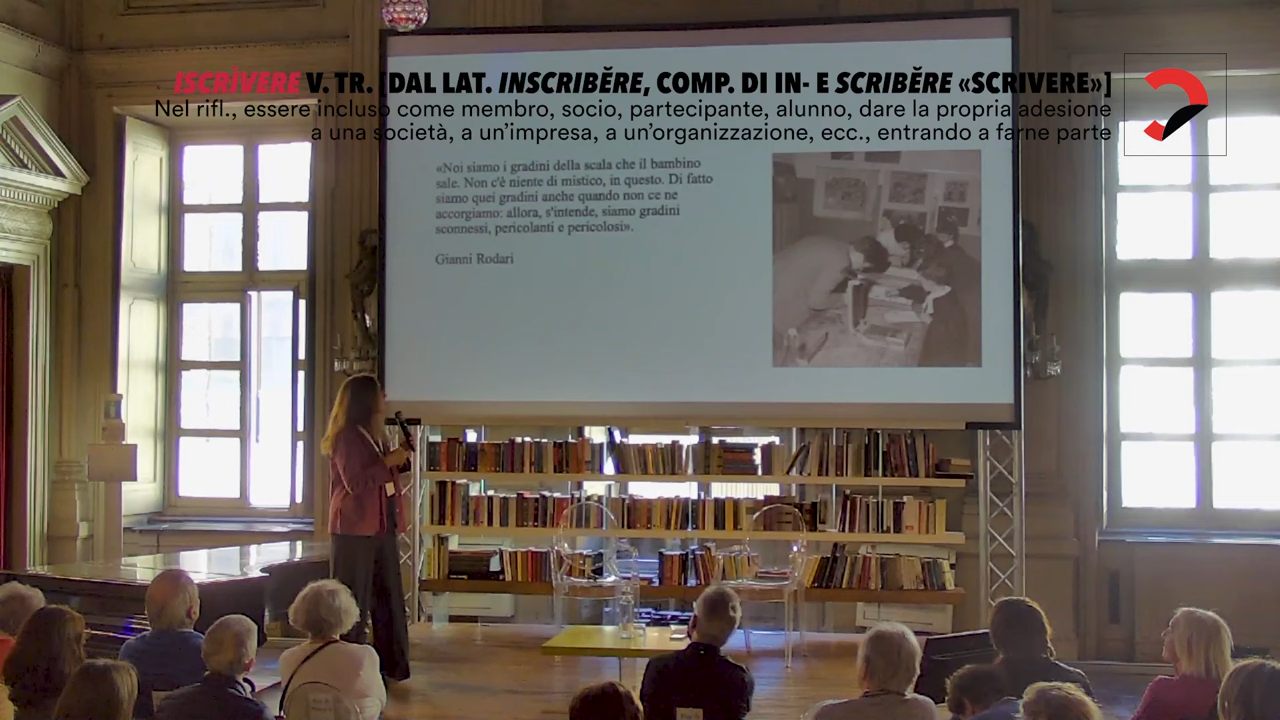 ISCRÌVERE V. TR. [DAL LAT. INSCRIBĔRE, COMP. DI IN- E SCRIBĔRE «SCRIVERE»]
Nel rifl., essere incluso come membro, socio, partecipante, alunno, dare la propria adesione
a una società, a un'impresa, a un'organizzazione, ecc., entrando a farne parte
«Noi siamo i gradini della scala che il bambino
sale. Non c'è niente di mistico, in questo. Di fatto
siamo quei gradini anche quando non ce ne
accorgiamo: allora, s'intende, siamo gradini
sconnessi, pericolanti e pericolosi».
Gianni Rodari